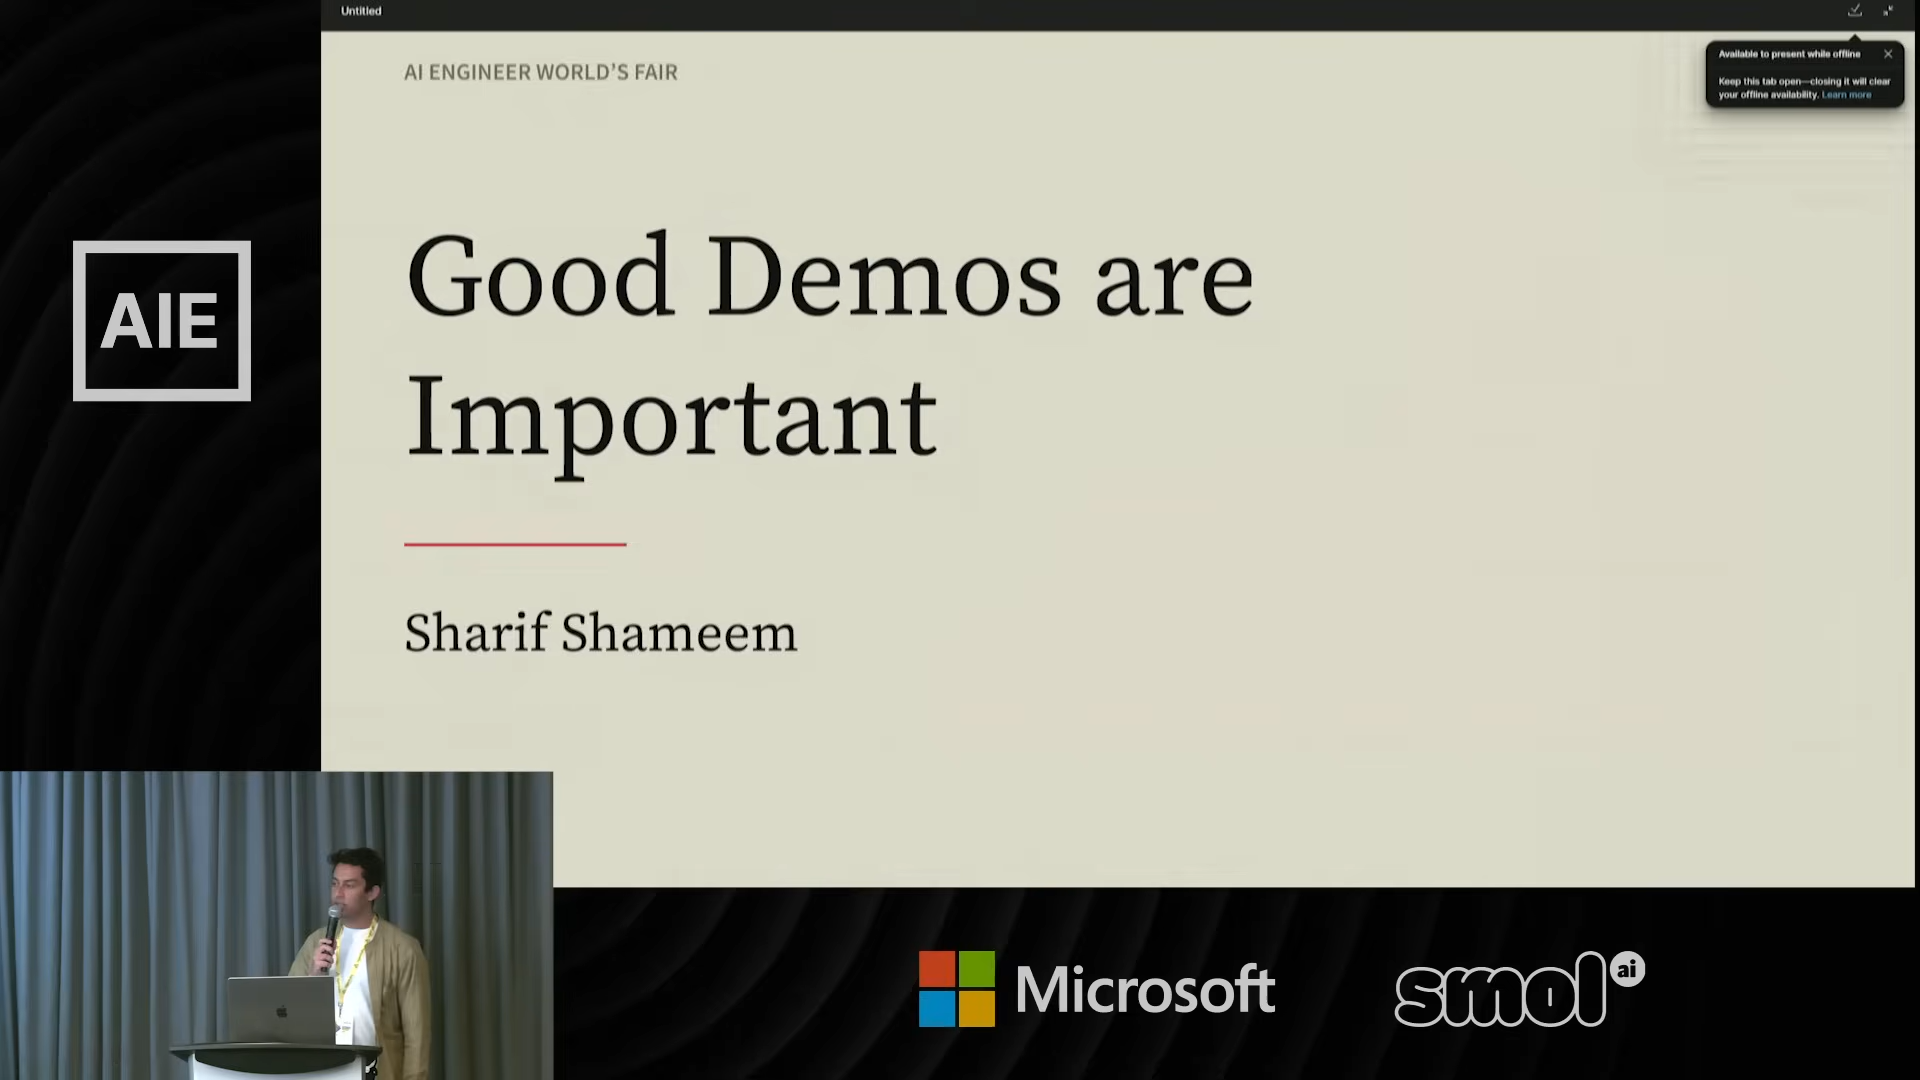 Untitled
Available to present while offline
Keep this tab open—closing it will clear
your offline availability. Learn more
AI ENGINEER WORLD'S FAIR
Good Demos are
Important
Sharif Shameem
AIE
Microsoft
smol ai